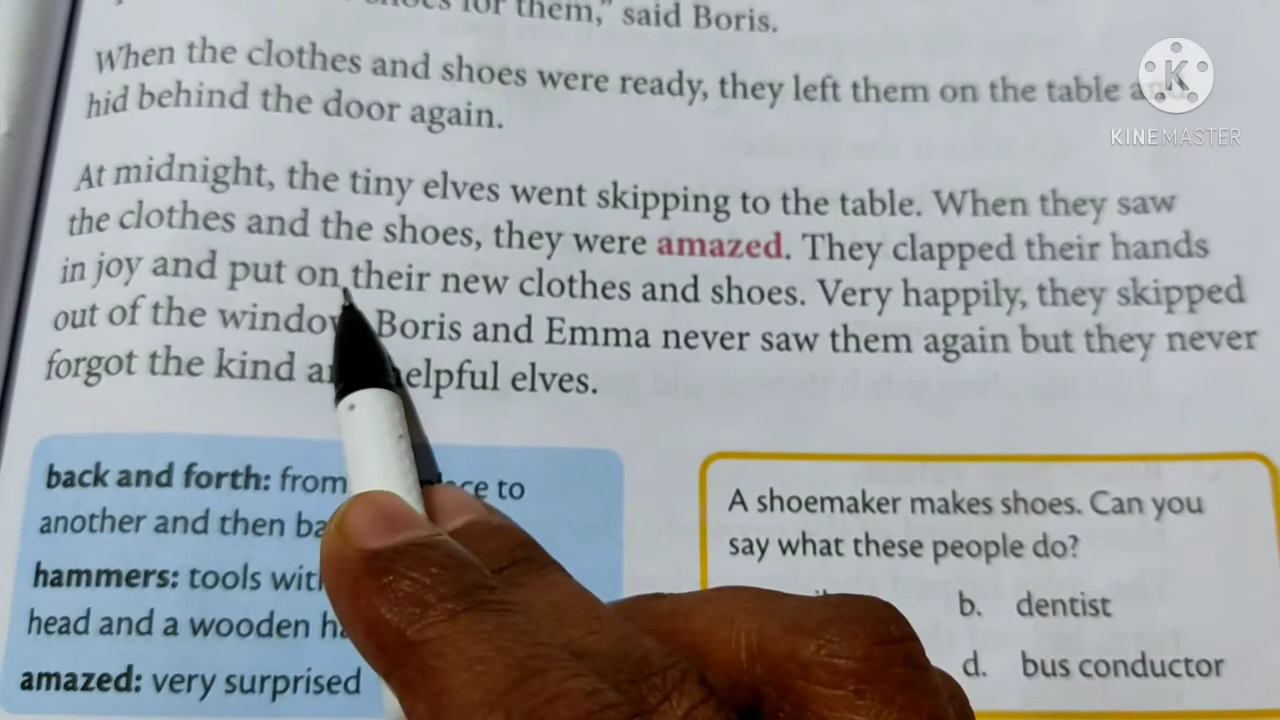 shoes for them," said Boris.
When the clothes and shoes were ready, they left them on the table
hid behind the door again.
At midnight, the tiny elves went skipping to the table. When they saw
the clothes and the shoes, they were amazed. They clapped their hands
in joy and put on their new clothes and shoes. Very happily, they skipped
out of the window Boris and Emma never saw them again but they never
forgot the kind helpful elves.
back and forth: from to
another and then
hammers: tools
head and a wooden
amazed: very surprised
A shoemaker makes shoes. Can you
say what these people do?
b. dentist
d. bus conductor
K
KINEMASTER